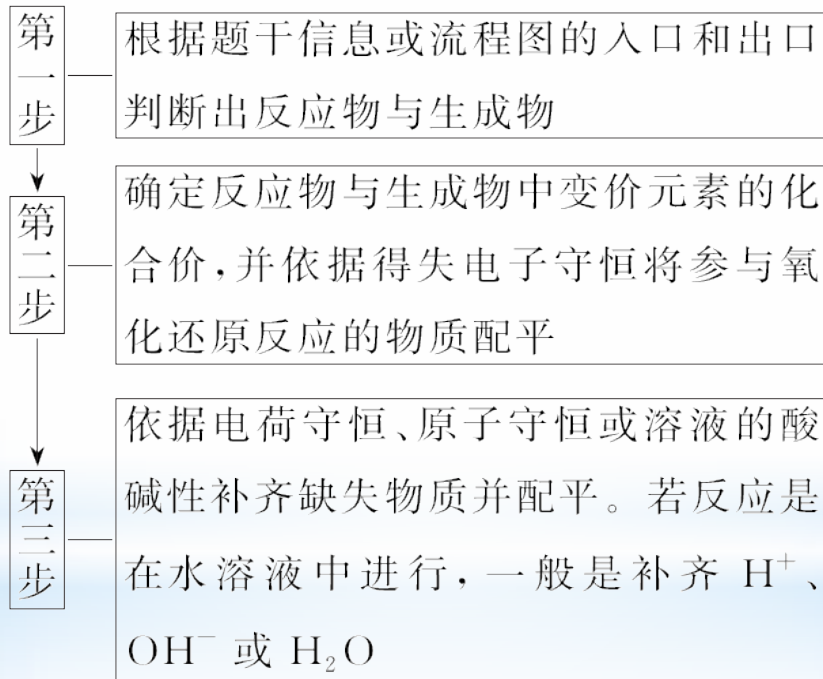 第一步
根据题干信息或流程图的入口和出口
判断出反应物与生成物
第二步
确定反应物与生成物中变价元素的化
合价,并依据得失电子守恒将参与氧
化还原反应的物质配平
第三步
依据电荷守恒、原子守恒或溶液的酸
碱性补齐缺失物质并配平。若反应是
在水溶液中进行,一般是补齐 H⁺、
OH⁻ 或 H₂O